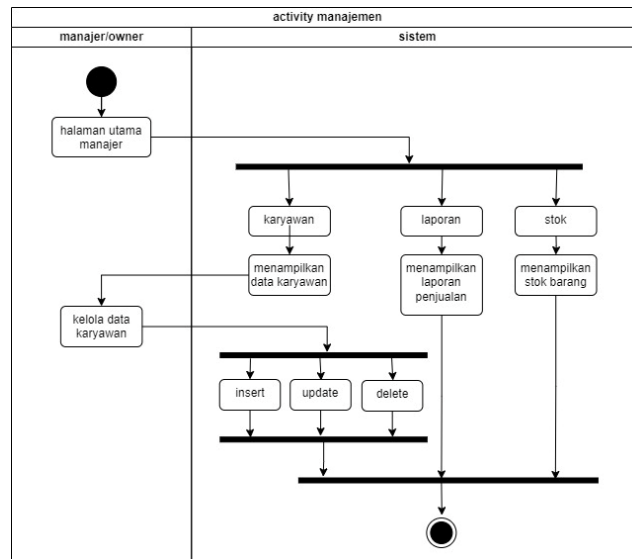 activity manajemen
manajer/owner
sistem
halaman utama
manajer
karyawan
laporan
stok
menampilkan
data karyawan
menampilkan
laporan
penjualan
menampilkan
stok barang
kelola data
karyawan
insert
update
delete